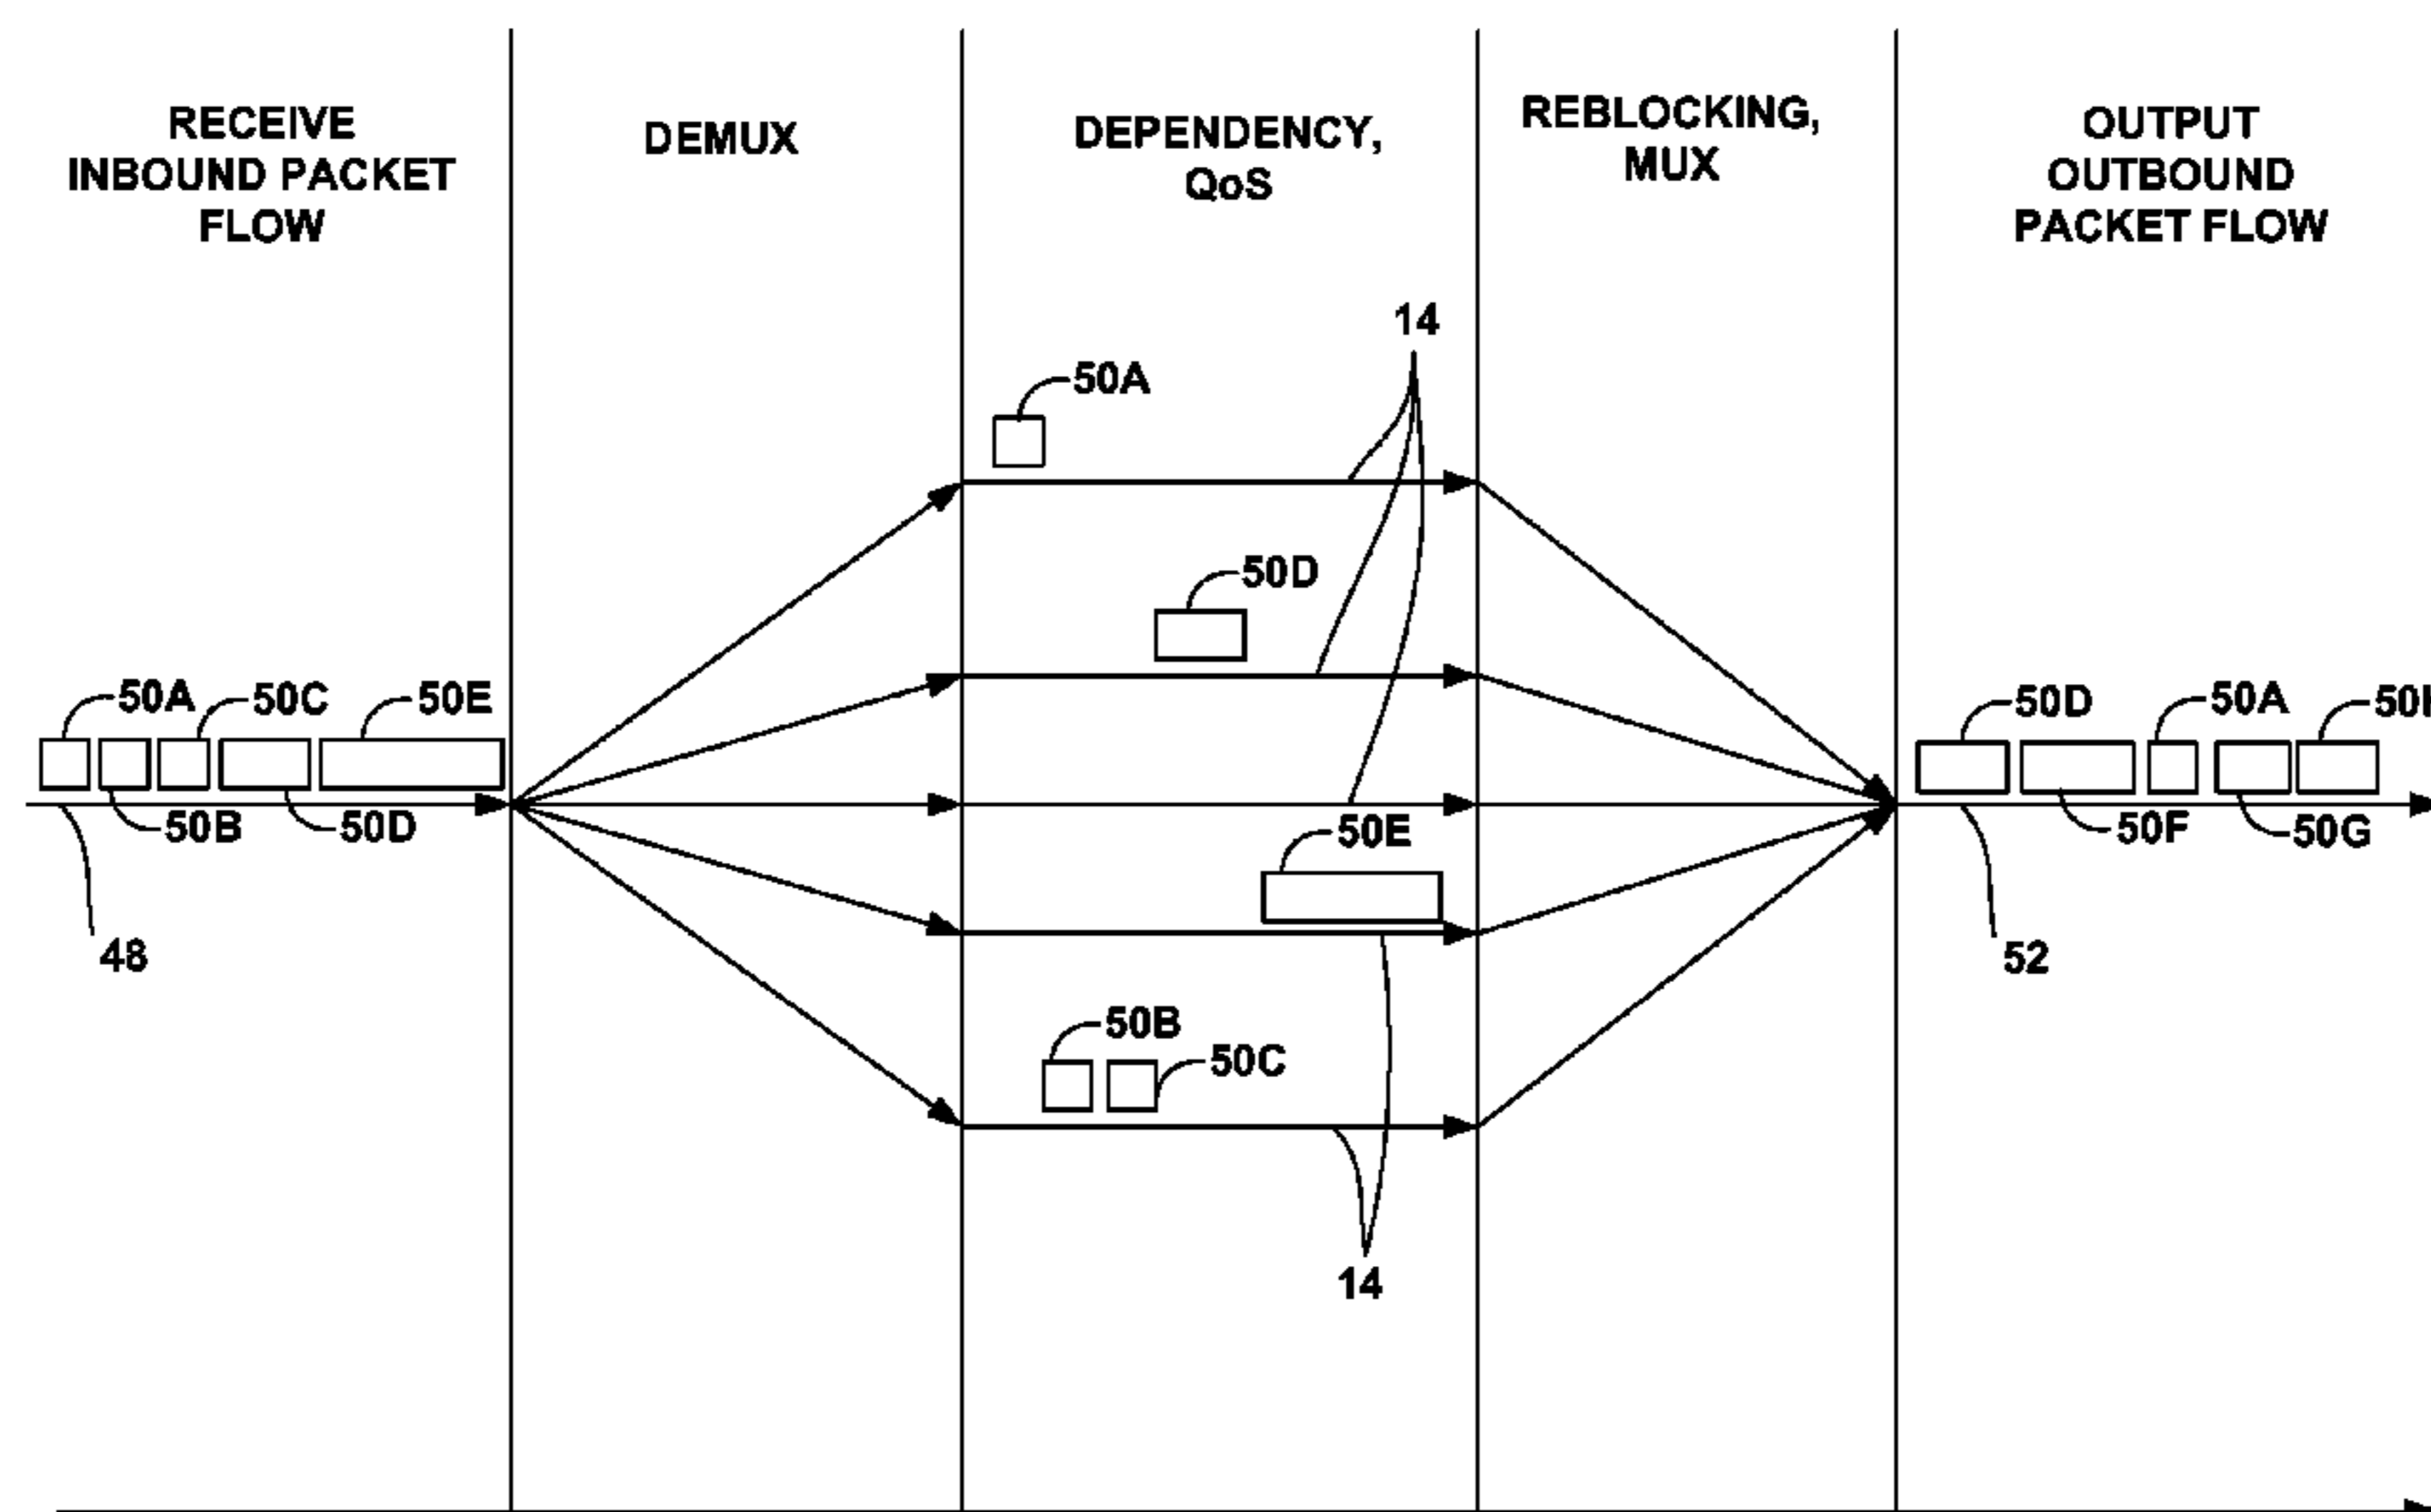 RECEIVE
INBOUND PACKET
FLOW
DEMUX
DEPENDENCY,
QoS
REBLOCKING,
MUX
OUTPUT
OUTBOUND
PACKET FLOW
14
50A
50D
50A
50C
50E
50B
50D
48
50E
50B
50C
14
50D
50A
50F
50G
52